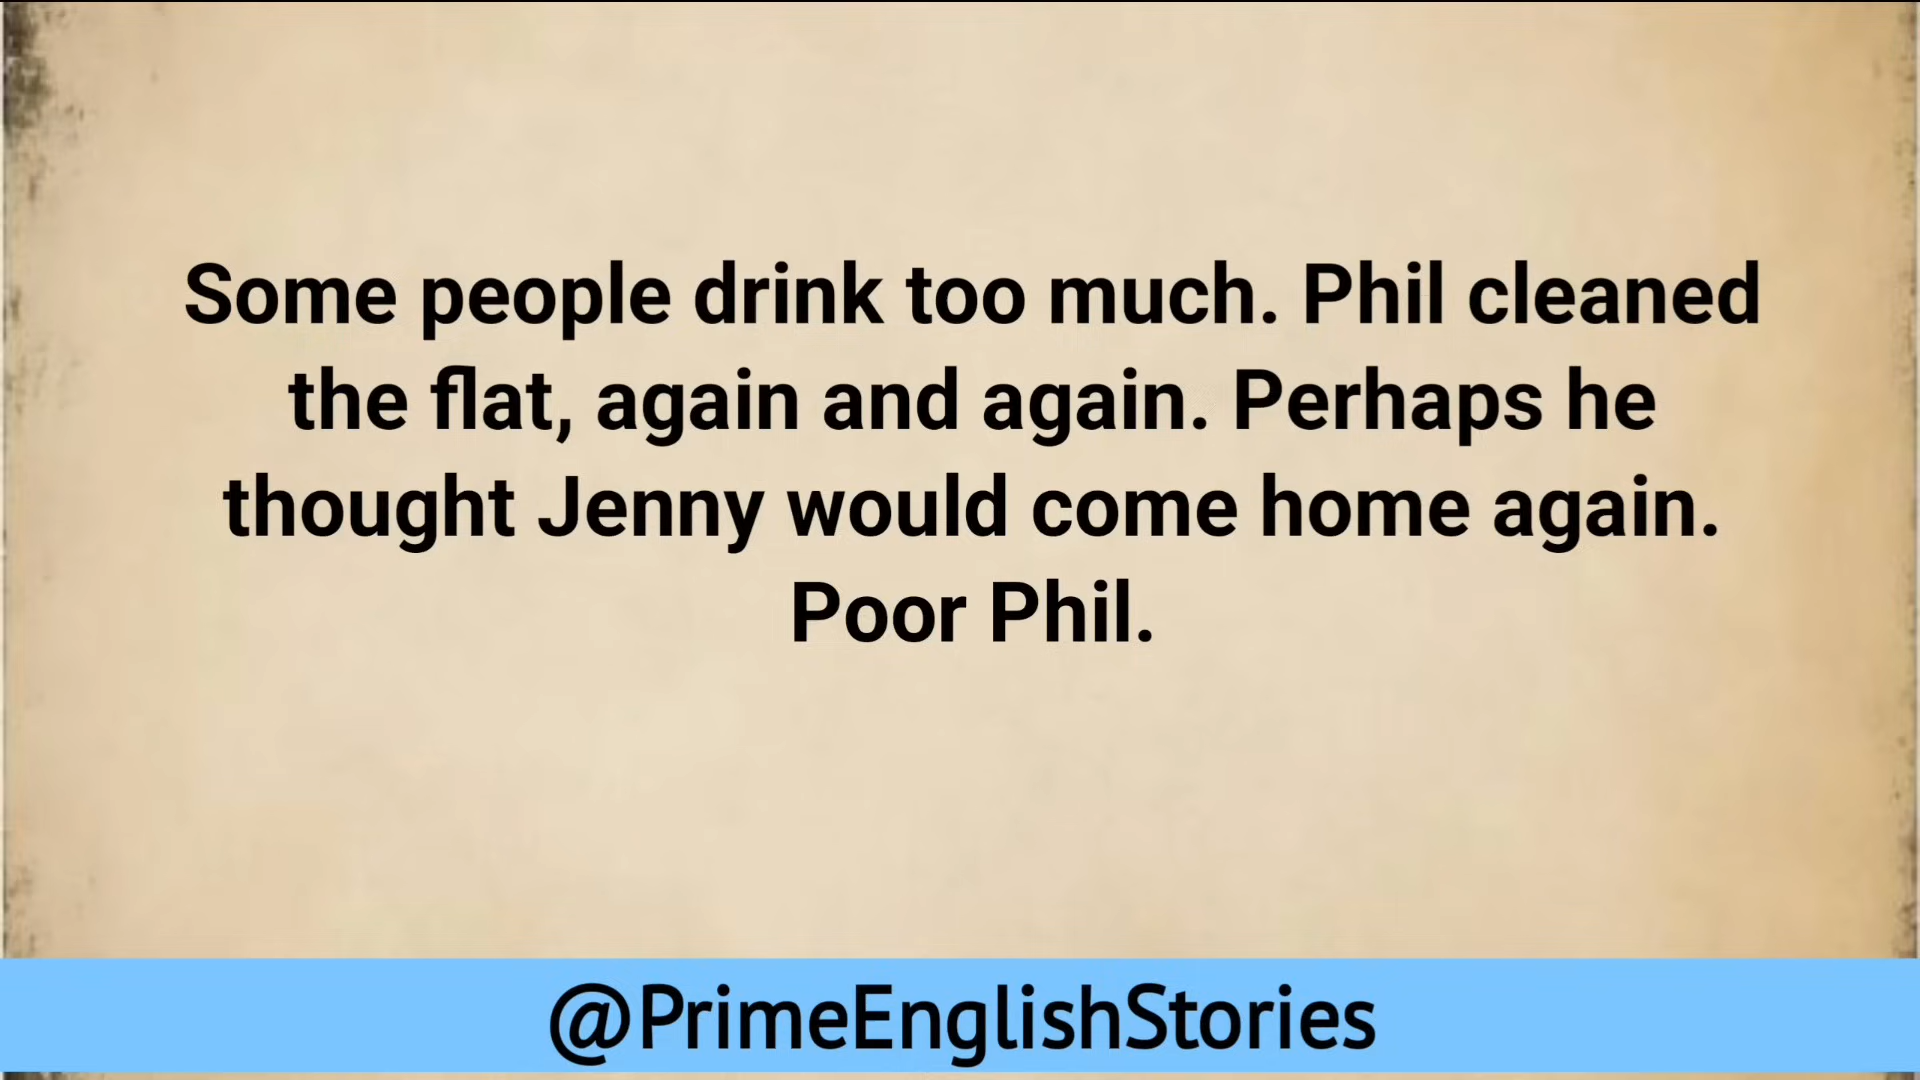 Some people drink too much. Phil cleaned
the flat, again and again. Perhaps he
thought Jenny would come home again.
Poor Phil.
@PrimeEnglishStories